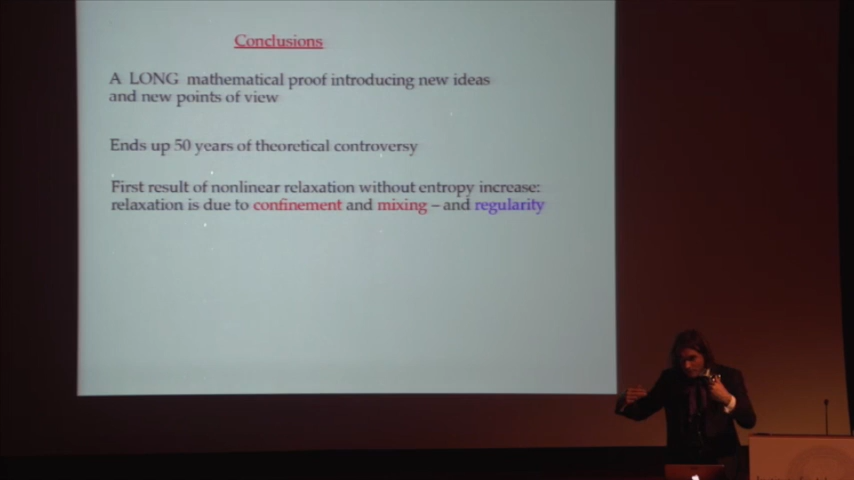 Conclusions
A LONG mathematical proof introducing new ideas
and new points of view
Ends up 50 years of theoretical controversy
First result of nonlinear relaxation without entropy increase:
relaxation is due to confinement and mixing – and regularity